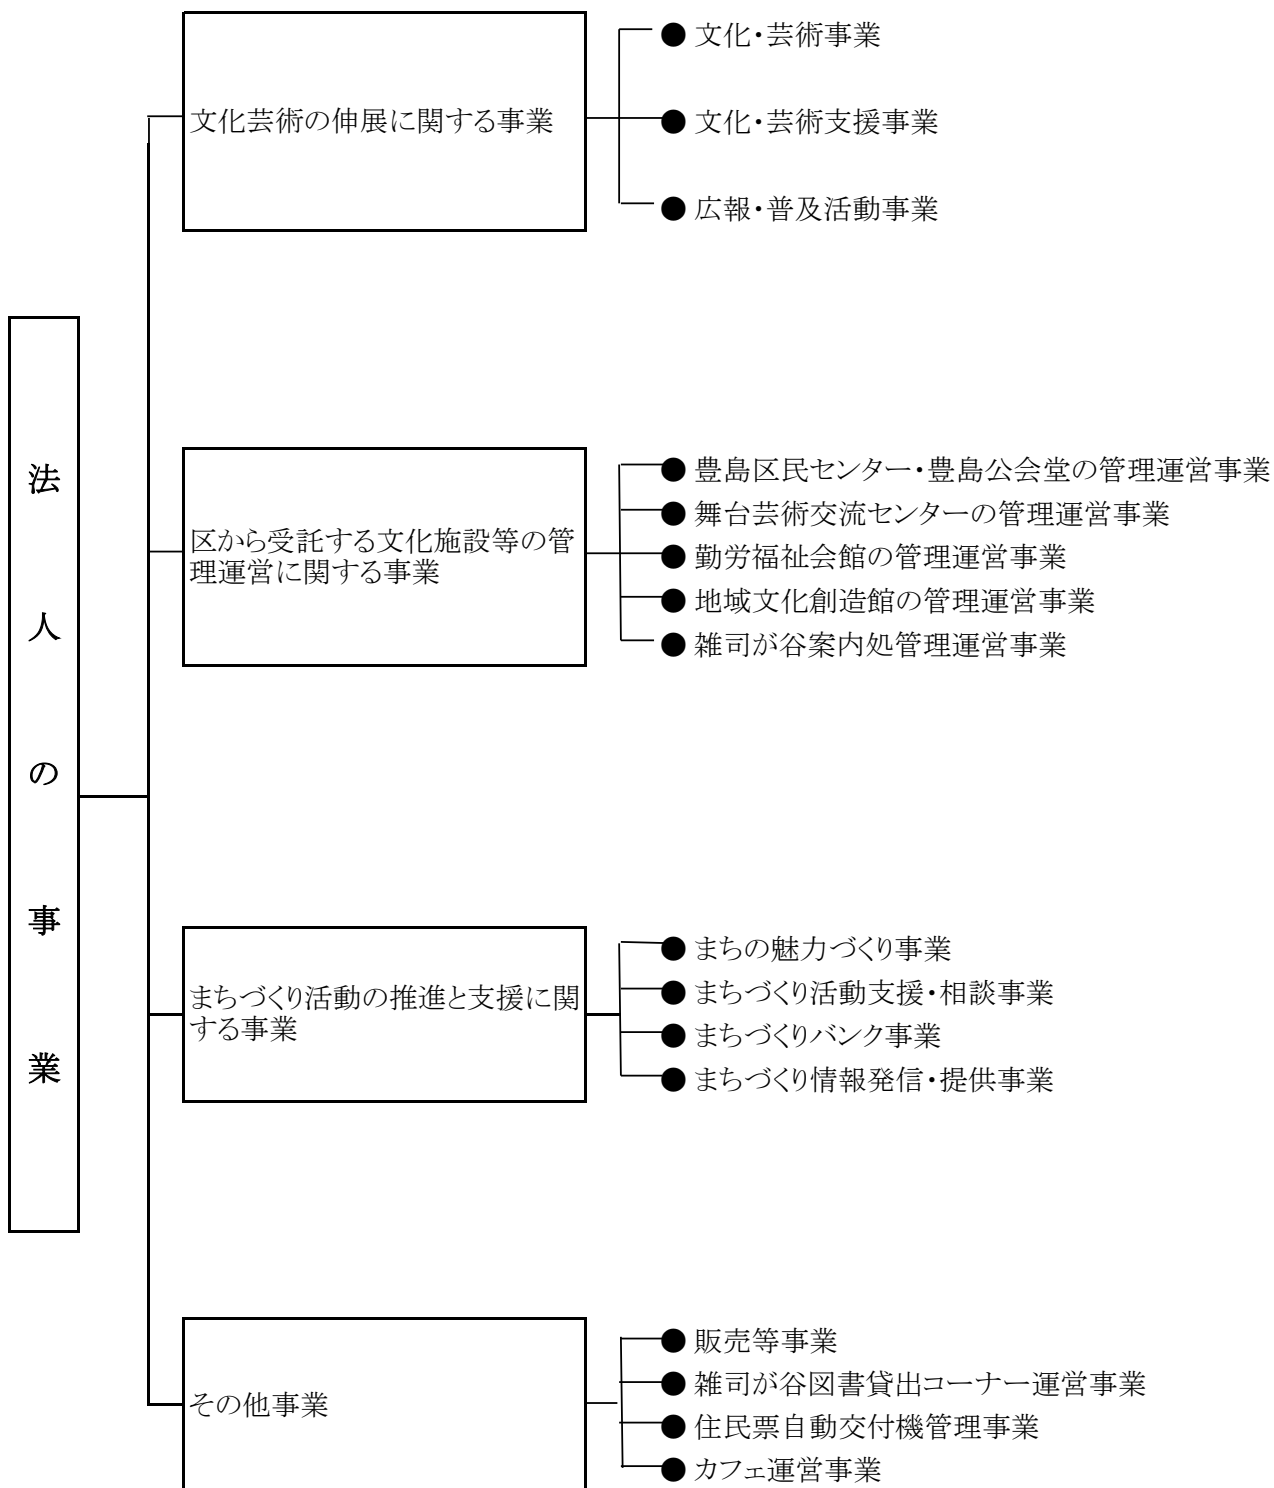 法人の事業
文化芸術の伸展に関する事業
● 文化・芸術事業
● 文化・芸術支援事業
● 広報・普及活動事業
区から受託する文化施設等の管
理運営に関する事業
● 豊島区民センター・豊島公会堂の管理運営事業
● 舞台芸術交流センターの管理運営事業
● 勤労福祉会館の管理運営事業
● 地域文化創造館の管理運営事業
● 雑司が谷案内処管理運営事業
まちづくり活動の推進と支援に関
する事業
● まちの魅力づくり事業
● まちづくり活動支援・相談事業
● まちづくりバンク事業
● まちづくり情報発信・提供事業
その他事業
● 販売等事業
● 雑司が谷図書貸出コーナー運営事業
● 住民票自動交付機管理事業
● カフェ運営事業